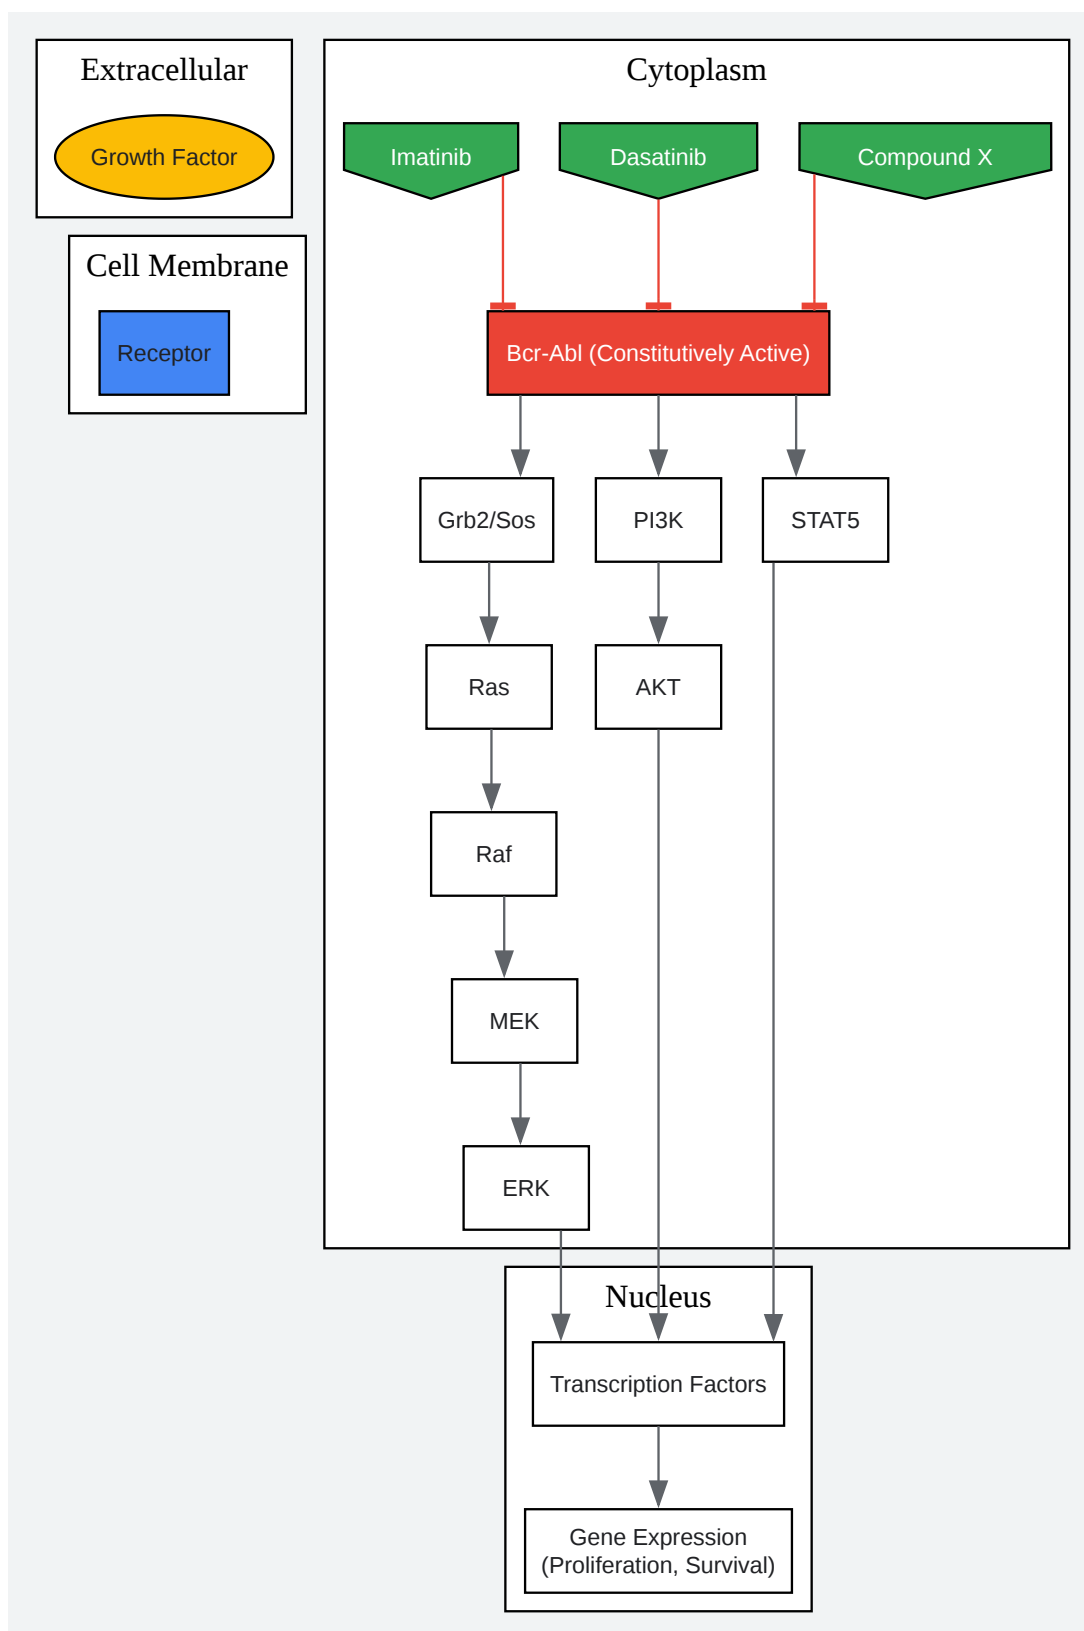 Extracellular
Growth Factor
Cell Membrane
Receptor
Cytoplasm
Imatinib
Dasatinib
Compound X
Bcr-Abl (Constitutively Active)
Grb2/Sos
PI3K
STAT5
Ras
AKT
Raf
MEK
ERK
Nucleus
Transcription Factors
Gene Expression
(Proliferation, Survival)